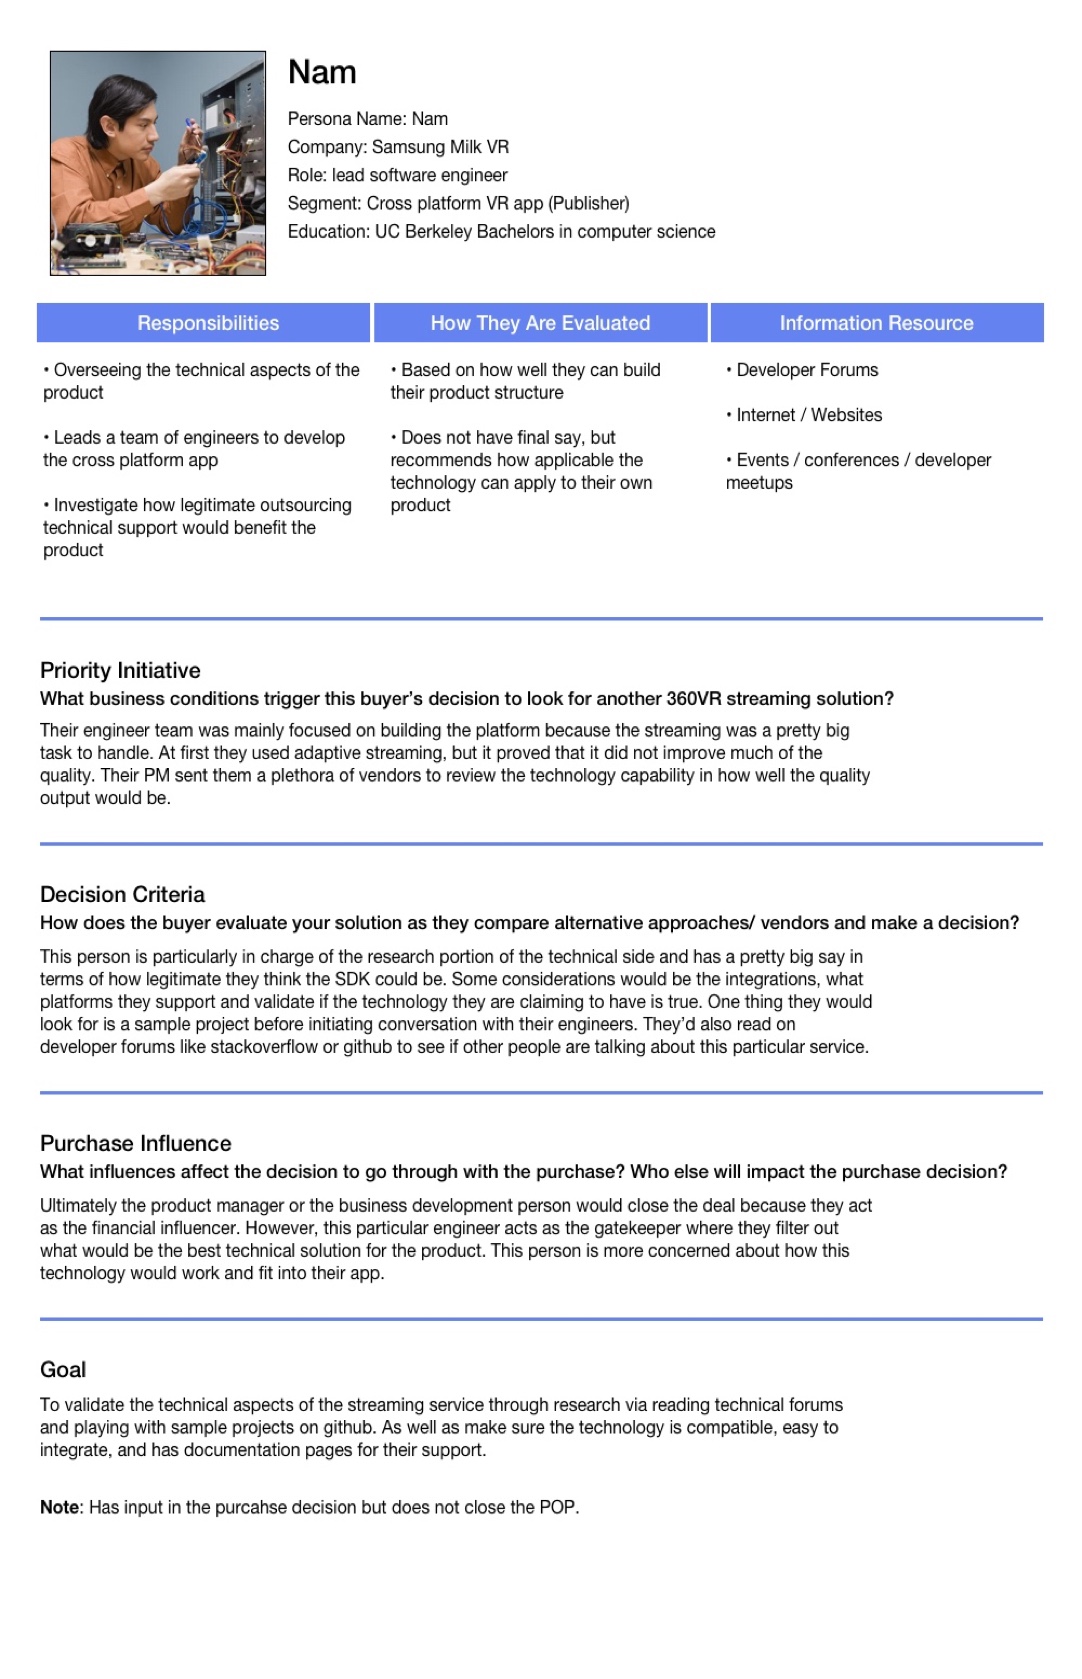 Nam
Persona Name: Nam
Company: Samsung Milk VR
Role: lead software engineer
Segment: Cross platform VR app (Publisher)
Education: UC Berkeley Bachelors in computer science
Responsibilities
• Overseeing the technical aspects of the
product
• Leads a team of engineers to develop
the cross platform app
• Investigate how legitimate outsourcing
technical support would benefit the
product
How They Are Evaluated
• Based on how well they can build
their product structure
• Does not have final say, but
recommends how applicable the
technology can apply to their own
product
Information Resource
• Developer Forums
• Internet / Websites
• Events / conferences / developer
meetups
Priority Initiative
What business conditions trigger this buyer’s decision to look for another 360VR streaming solution?
Their engineer team was mainly focused on building the platform because the streaming was a pretty big
task to handle. At first they used adaptive streaming, but it proved that it did not improve much of the
quality. Their PM sent them a plethora of vendors to review the technology capability in how well the quality
output would be.
Decision Criteria
How does the buyer evaluate your solution as they compare alternative approaches/ vendors and make a decision?
This person is particularly in charge of the research portion of the technical side and has a pretty big say in
terms of how legitimate they think the SDK could be. Some considerations would be the integrations, what
platforms they support and validate if the technology they are claiming to have is true. One thing they would
look for is a sample project before initiating conversation with their engineers. They’d also read on
developer forums like stackoverflow or github to see if other people are talking about this particular service.
Purchase Influence
What influences affect the decision to go through with the purchase? Who else will impact the purchase decision?
Ultimately the product manager or the business development person would close the deal because they act
as the financial influencer. However, this particular engineer acts as the gatekeeper where they filter out
what would be the best technical solution for the product. This person is more concerned about how this
technology would work and fit into their app.
Goal
To validate the technical aspects of the streaming service through research via reading technical forums
and playing with sample projects on github. As well as make sure the technology is compatible, easy to
integrate, and has documentation pages for their support.
Note: Has input in the purcahse decision but does not close the POP.